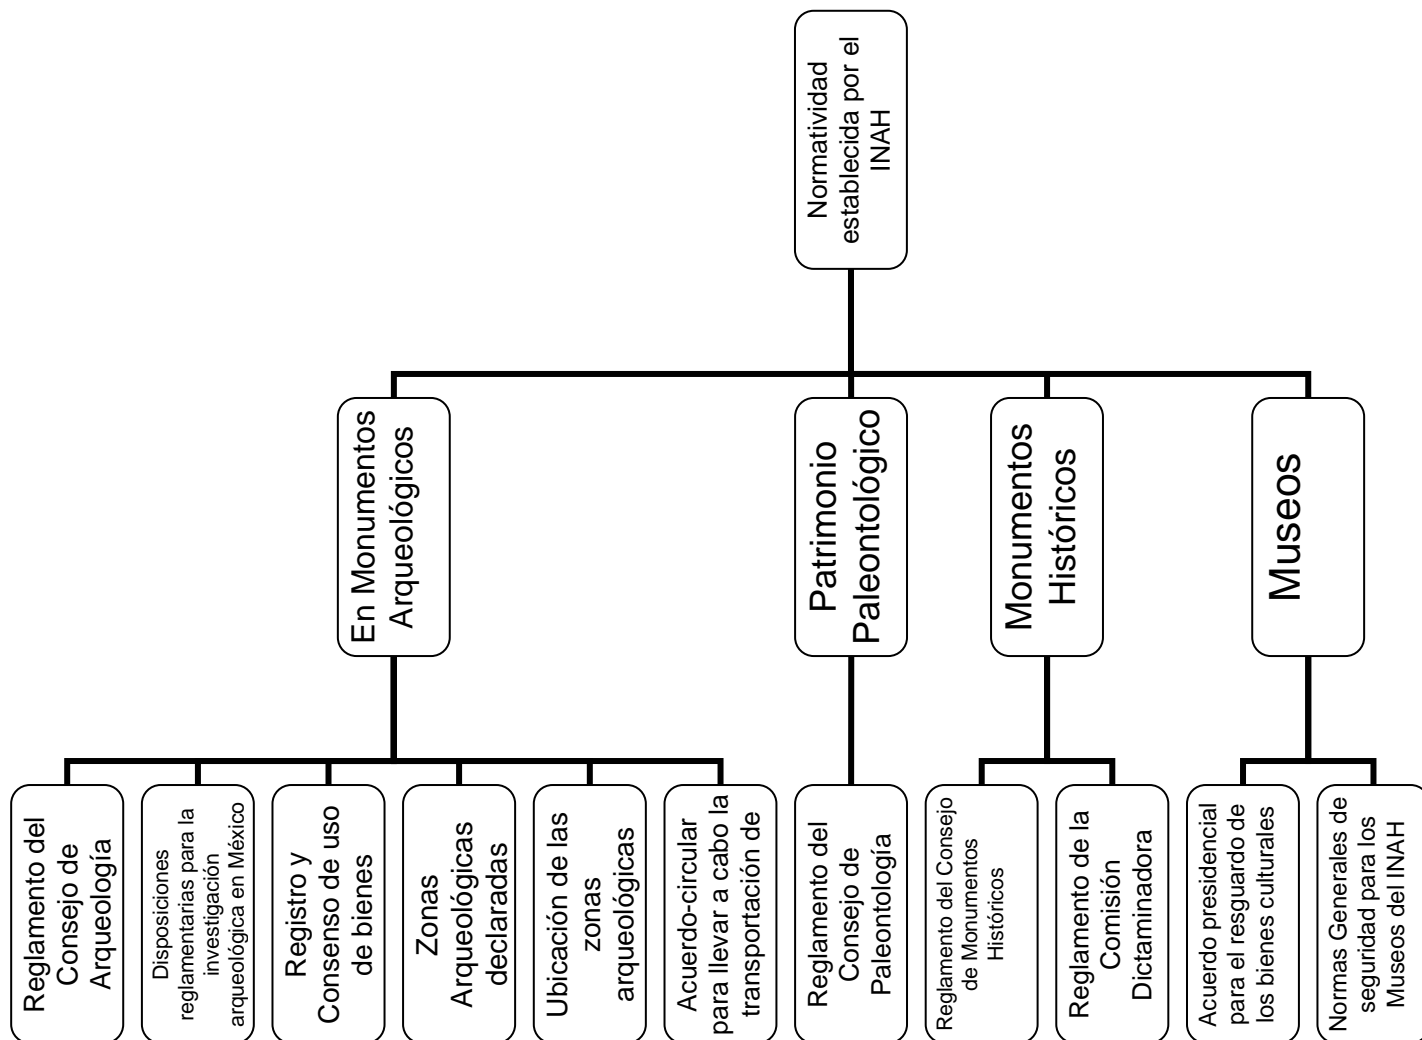 Normatividad
establecida por el
INAH
En Monumentos
Arqueológicos
Patrimonio
Paleontológico
Monumentos
Históricos
Museos
Reglamento del
Consejo de
Arqueología
Disposiciones
reglamentarias para la
investigación
arqueológica en México
Registro y
Consenso de uso
de bienes
Zonas
Arqueológicas
declaradas
Ubicación de las
zonas
arqueológicas
Acuerdo-circular
para llevar a cabo la
transportación de
Reglamento del
Consejo de
Paleontología
Reglamento del Consejo
de Monumentos
Históricos
Reglamento de la
Comisión
Dictaminadora
Acuerdo presidencial
para el resguardo de
los bienes culturales
Normas Generales de
seguridad para los
Museos del INAH